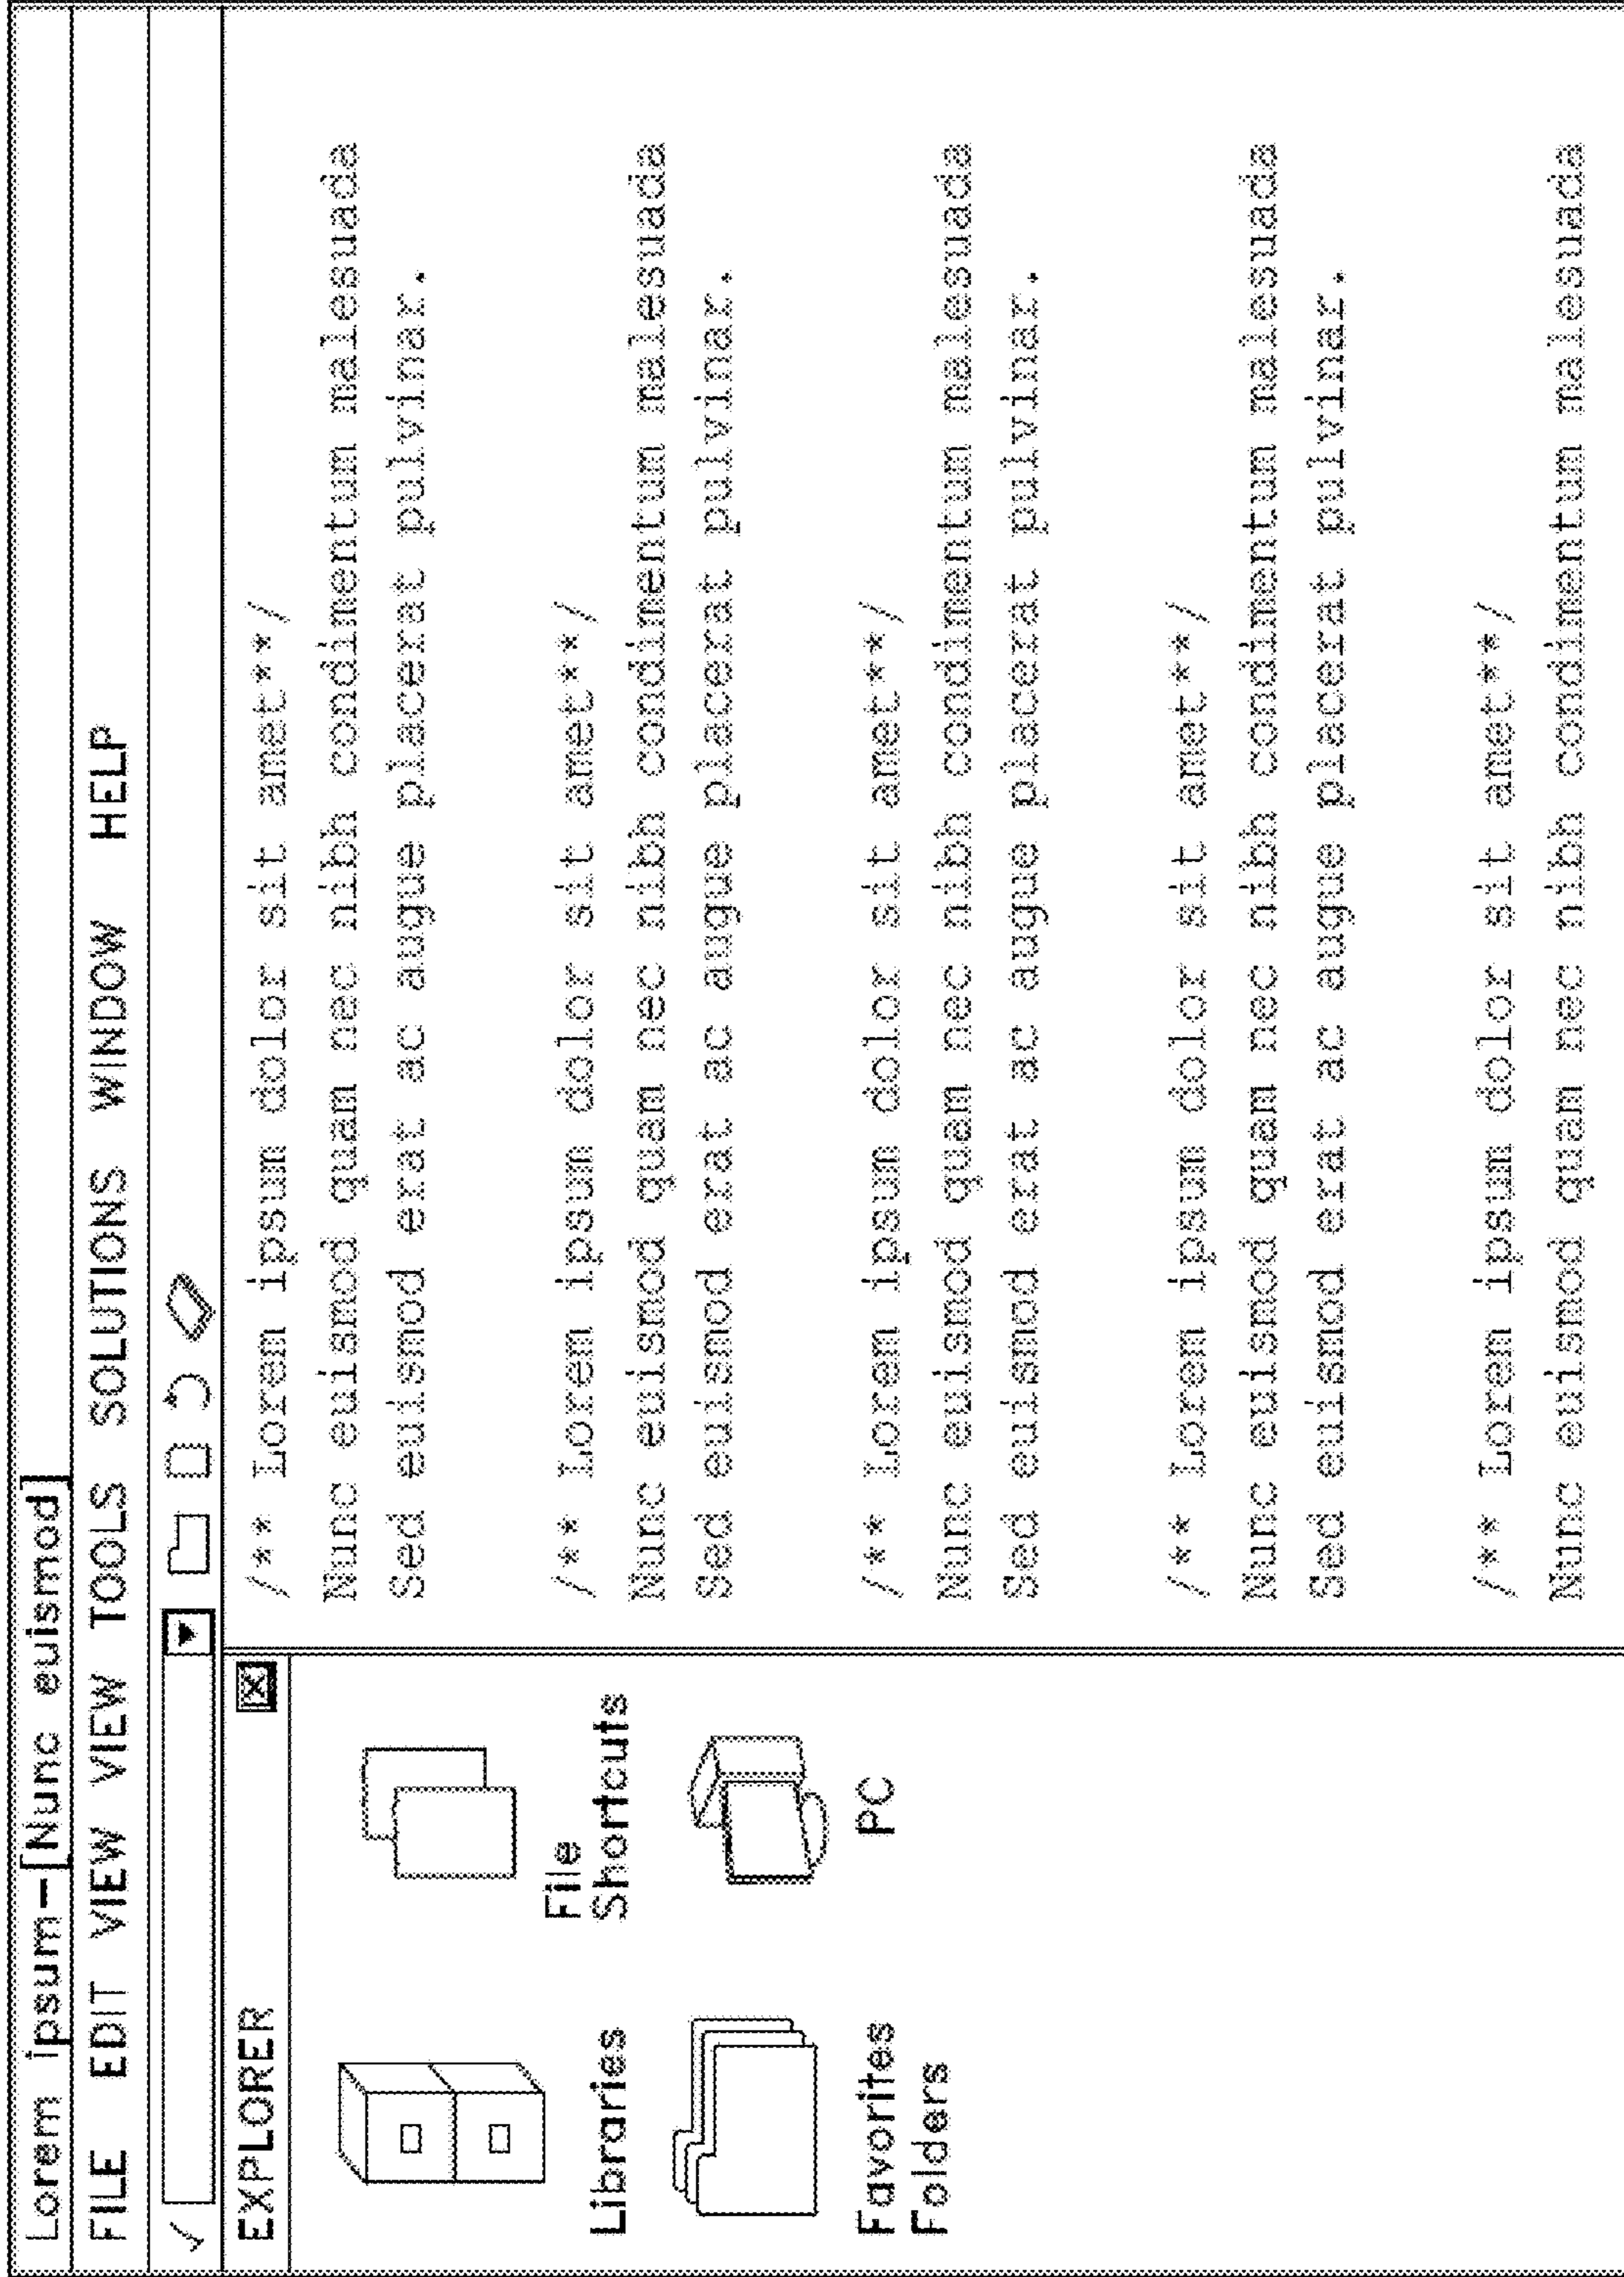 Lorem ipsum-[Nunc euismod]
FILE EDIT VIEW VIEW TOOLS SOLUTIONS WINDOW HELP
EXPLORER
Libraries
File
Shortcuts
Favorites
Folders
PC
/** Lorem ipsum dolor sit amet**/
Nunc euismod quam nec nibh condimentum malesuada
Sed euismod erat ac augue placerat pulvinar.
/** Lorem ipsum dolor sit amet**/
Nunc euismod quam nec nibh condimentum malesuada
Sed euismod erat ac augue placerat pulvinar.
/** Lorem ipsum dolor sit amet**/
Nunc euismod quam nec nibh condimentum malesuada
Sed euismod erat ac augue placerat pulvinar.
/** Lorem ipsum dolor sit amet**/
Nunc euismod quam nec nibh condimentum malesuada
Sed euismod erat ac augue placerat pulvinar.
/** Lorem ipsum dolor sit amet**/
Nunc euismod quam nec nibh condimentum malesuada